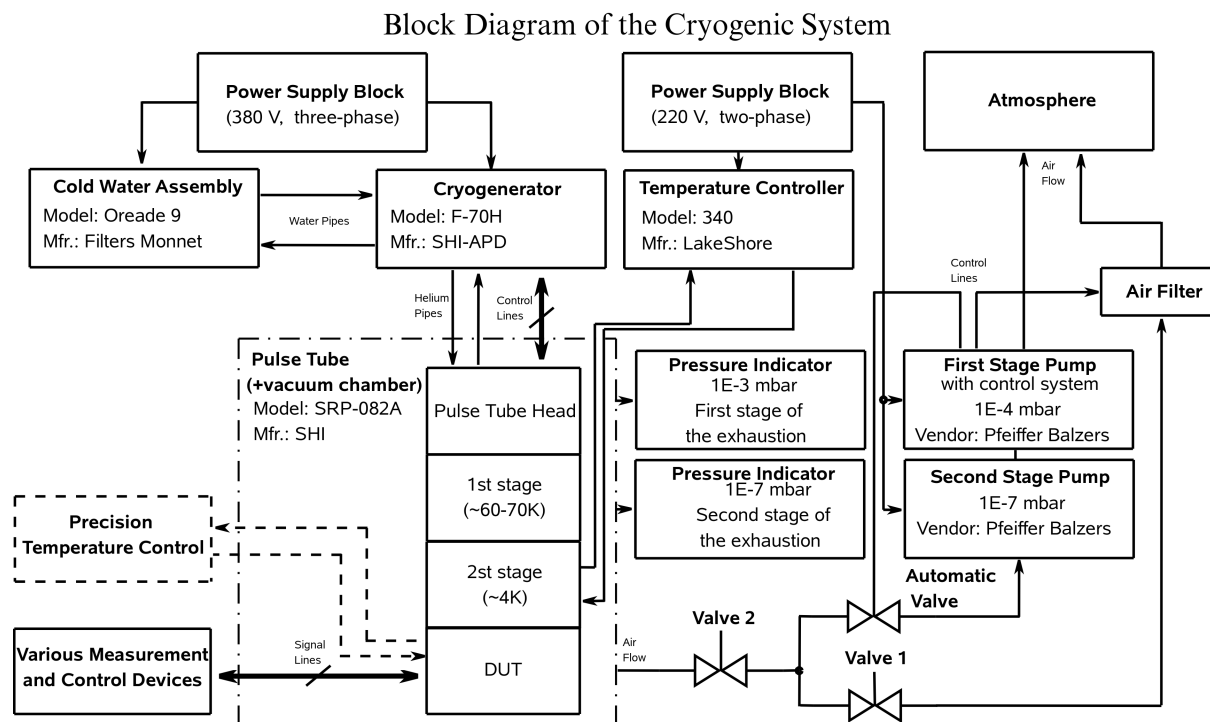 Block Diagram of the Cryogenic System
Power Supply Block
(380 V, three-phase)
Power Supply Block
(220 V, two-phase)
Atmosphere
Cold Water Assembly
Model: Oreade 9
Mfr.: Filters Monnet
Water Pipes
Cryogenerator
Model: F-70H
Mfr.: SHI-APD
Temperature Controller
Model: 340
Mfr.: LakeShore
Air
Flow
Control
Lines
Air Filter
Helium
Pipes
Control
Lines
Pulse Tube
(+vacuum chamber)
Model: SRP-082A
Mfr.: SHI
Pulse Tube Head
1st stage
(~60-70K)
2st stage
(~4K)
DUT
Pressure Indicator
1E-3 mbar
First stage of
the exhaustion
Pressure Indicator
1E-7 mbar
Second stage of
the exhaustion
First Stage Pump
with control system
1E-4 mbar
Vendor: Pfeiffer Balzers
Second Stage Pump
1E-7 mbar
Vendor: Pfeiffer Balzers
Precision
Temperature Control
Various Measurement
and Control Devices
Signal
Lines
Air
Flow
Valve 2
Automatic
Valve
Valve 1